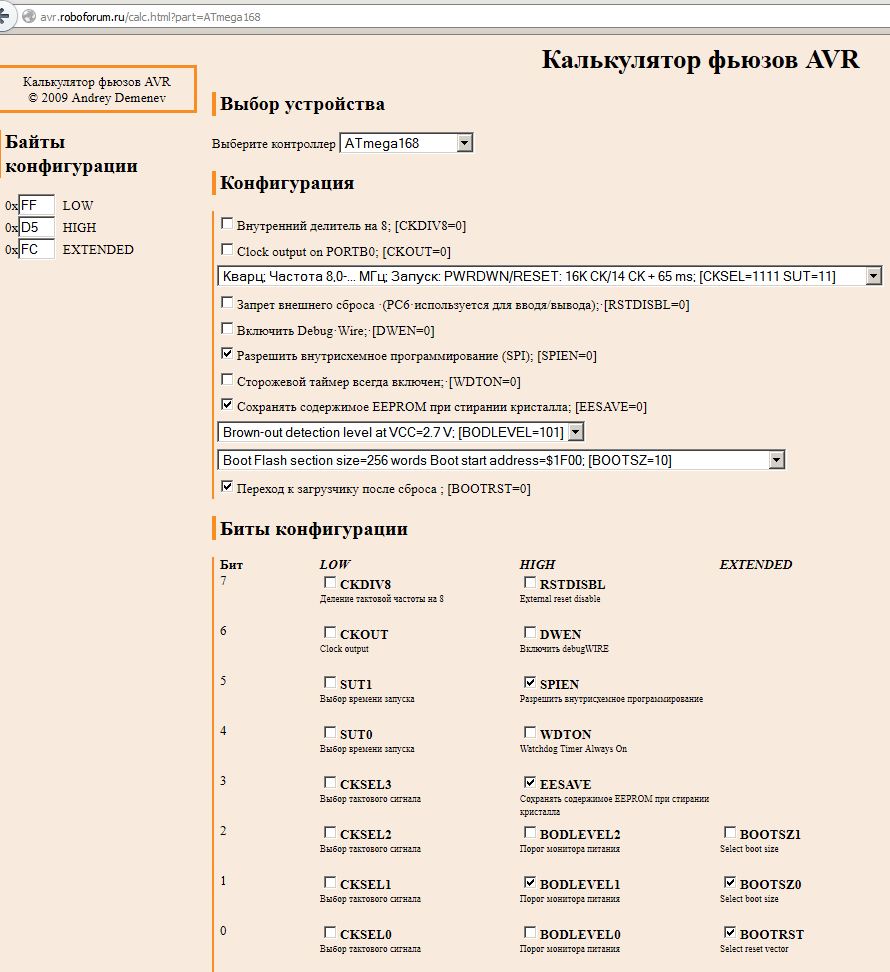 avr.roboforum.ru/calc.html?part=ATmega168
Калькулятор фьюзов AVR
Калькулятор фьюзов AVR
© 2009 Andrey Demenev
Байты
конфигурации
0xFF LOW
0xD5 HIGH
0xFC EXTENDED
Выбор устройства
Выберите контроллер ATmega168
Конфигурация
Внутренний делитель на 8; [CKDIV8=0]
Clock output on PORTB0; [CKOUT=0]
Кварц; Частота 8,0-... МГц; Запуск: PWRDWN/RESET: 16K CK/14 CK + 65 ms; [CKSEL=1111 SUT=11]
Запрет внешнего сброса ·(PC6·используется для ввода/вывода);·[RSTDISBL=0]
Включить Debug·Wire;·[DWEN=0]
Разрешить внутрисхемное программирование (SPI); [SPIEN=0]
Сторожевой таймер всегда включен;·[WDTON=0]
Сохранять содержимое EEPROM при стирании кристалла; [EESAVE=0]
Brown-out detection level at VCC=2.7 V; [BODLEVEL=101]
Boot Flash section size=256 words Boot start address=$1F00; [BOOTSZ=10]
Переход к загрузчику после сброса ; [BOOTRST=0]
Биты конфигурации
Бит LOW HIGH EXTENDED
7 CKDIV8 RSTDISBL
Деление тактовой частоты на 8 External reset disable
6 CKOUT DWEN
Clock output Включить debugWIRE
5 SUT1 SPIEN
Выбор времени запуска Разрешить внутрисхемное программирование
4 SUT0 WDTON
Выбор времени запуска Watchdog Timer Always On
3 CKSEL3 EESAVE
Выбор тактового сигнала Сохранять содержимое EEPROM при стирании
кристалла
2 CKSEL2 BODLEVEL2 BOOTSZ1
Выбор тактового сигнала Порог монитора питания Select boot size
1 CKSEL1 BODLEVEL1 BOOTSZ0
Выбор тактового сигнала Порог монитора питания Select boot size
0 CKSEL0 BODLEVEL0 BOOTRST
Выбор тактового сигнала Порог монитора питания Select reset vector